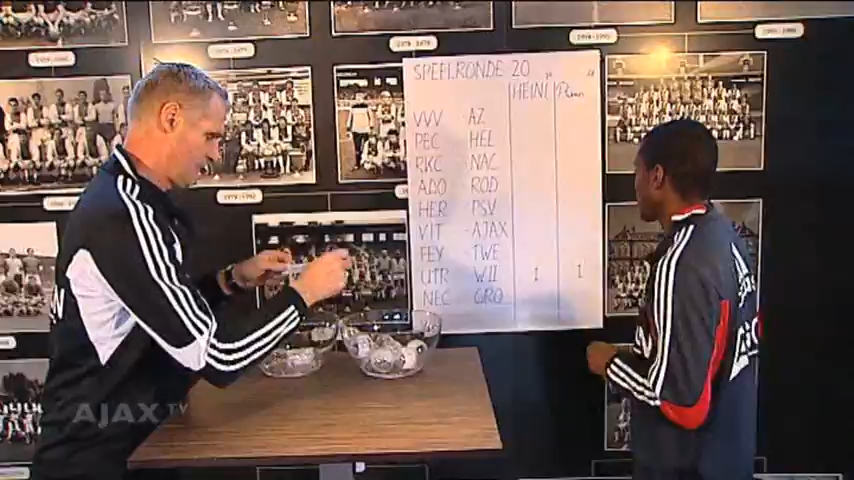 SPEELRONDE 20
"HEINI" "
VVV AZ
PEC HEL
RKC NAC
ADO ROD
HER PSV
VIT - AJAX
FEY TWE
UTR WII 1 1
NEC GRO
AJAX TV